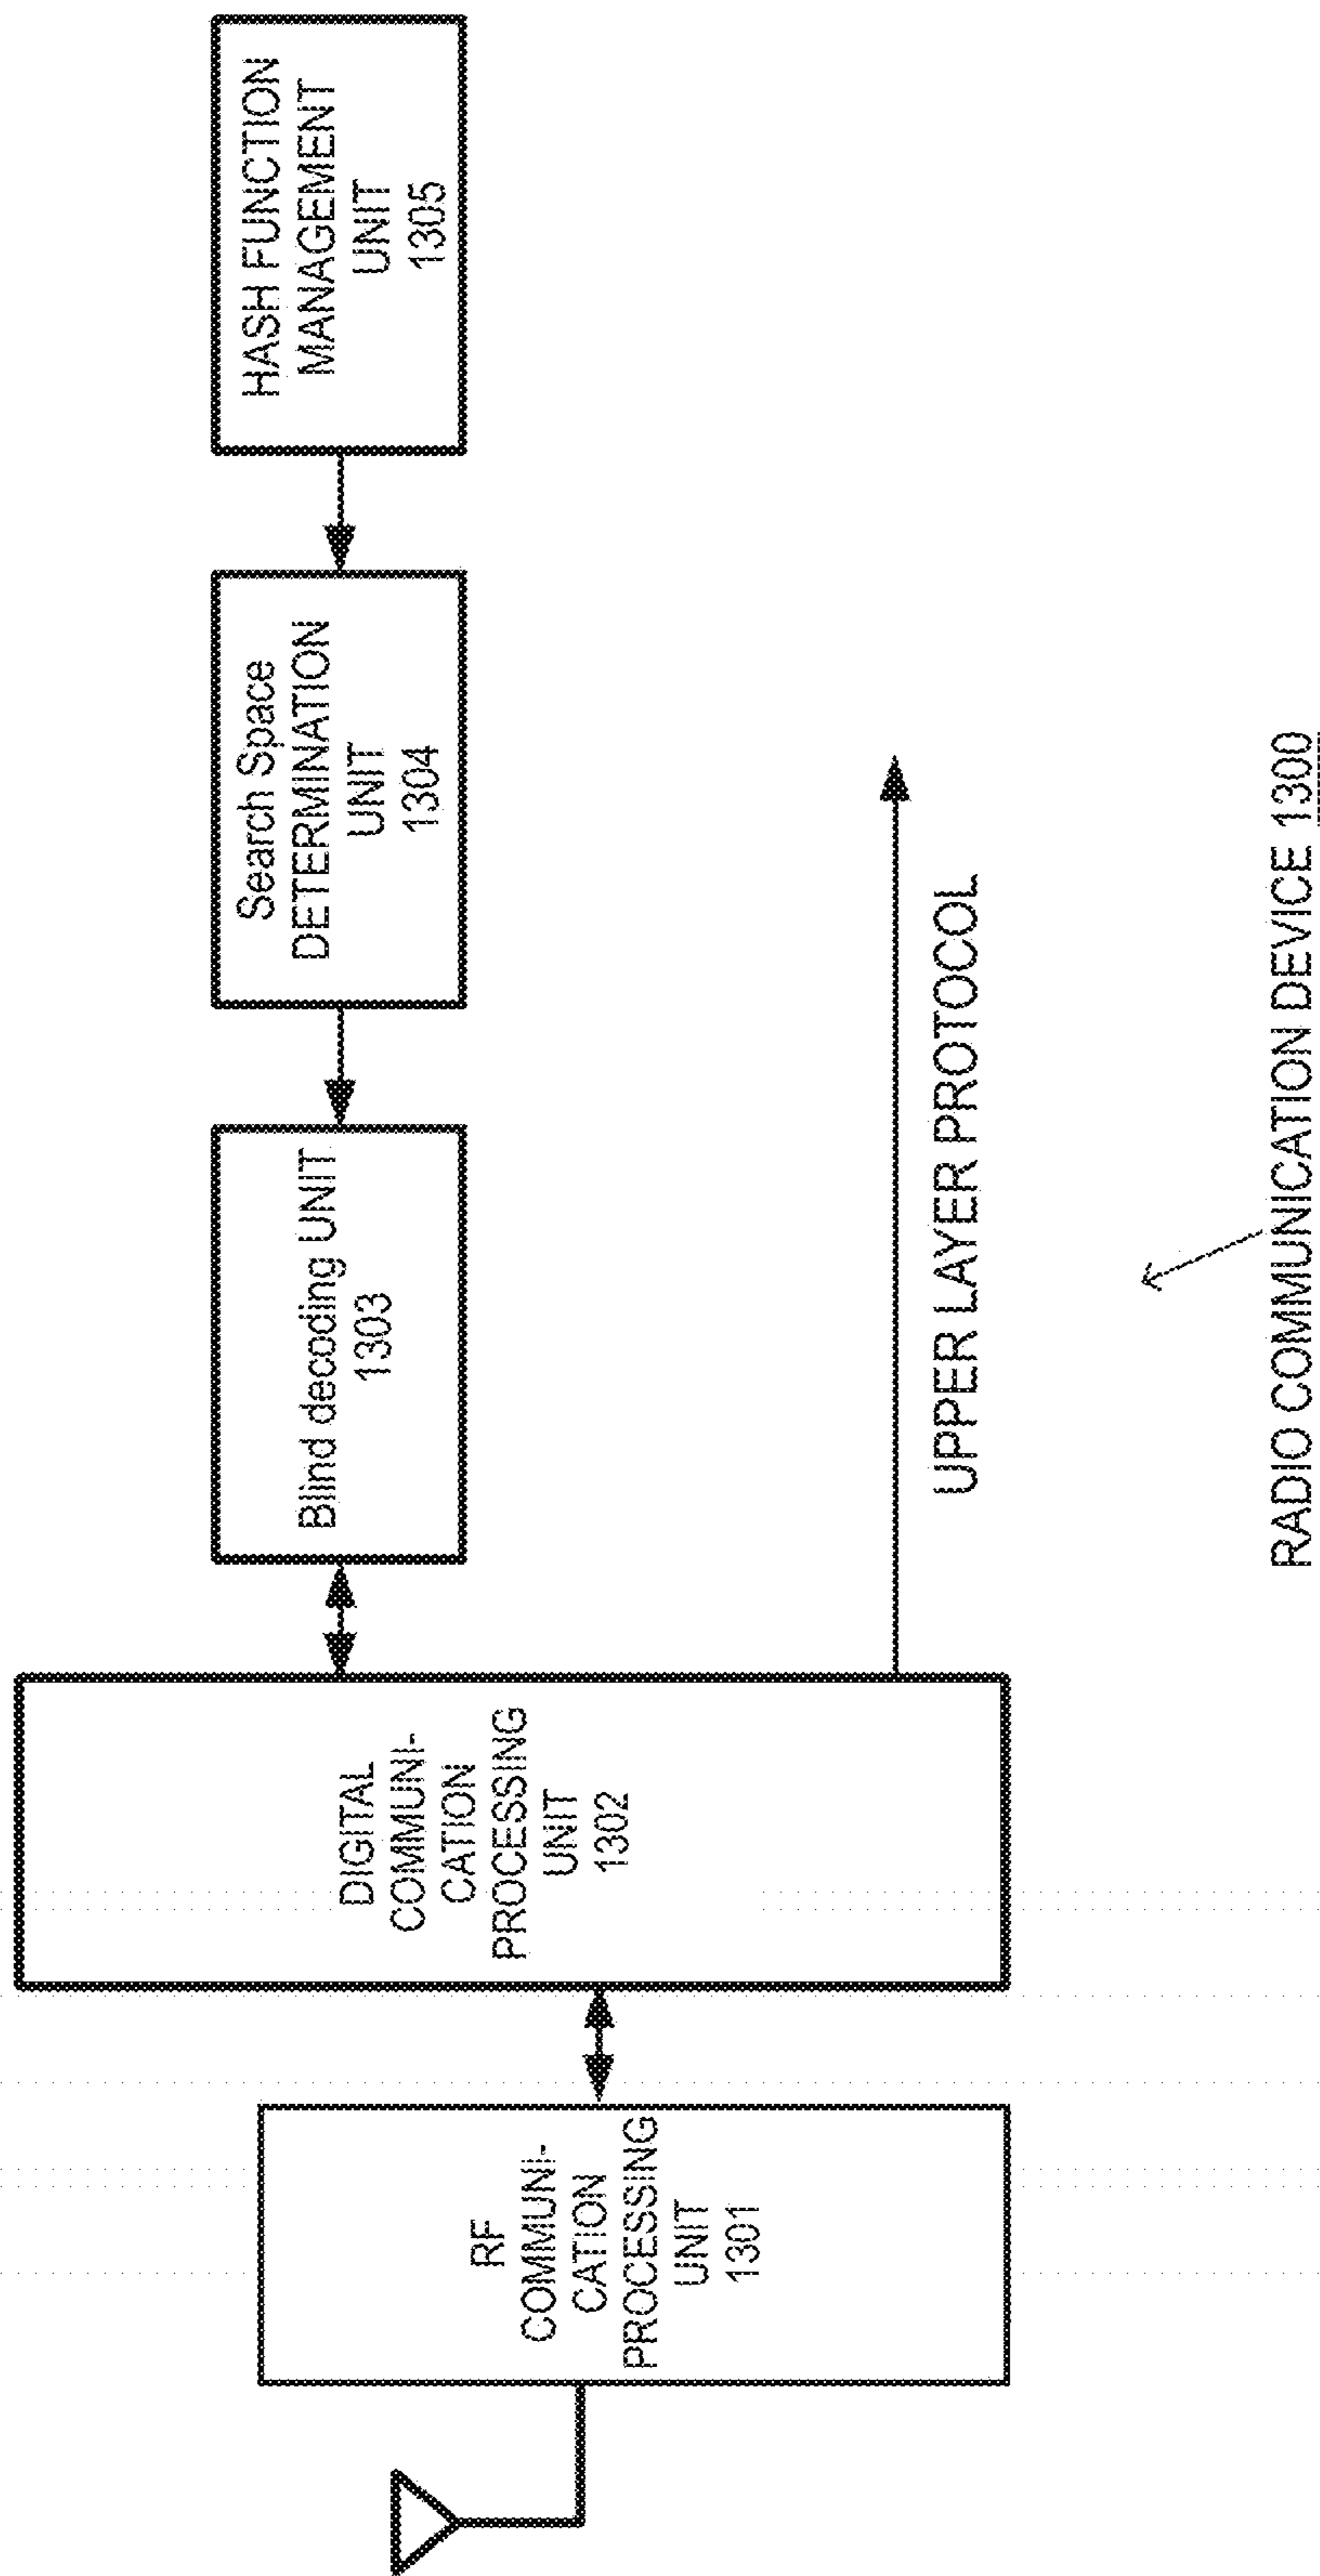 RF
COMMUNI-
CATION
PROCESSING
UNIT
1301
DIGITAL
COMMUNI-
CATION
PROCESSING
UNIT
1302
Blind decoding UNIT
1303
Search Space
DETERMINATION
UNIT
1304
HASH FUNCTION
MANAGEMENT
UNIT
1305
UPPER LAYER PROTOCOL
RADIO COMMUNICATION DEVICE 1300